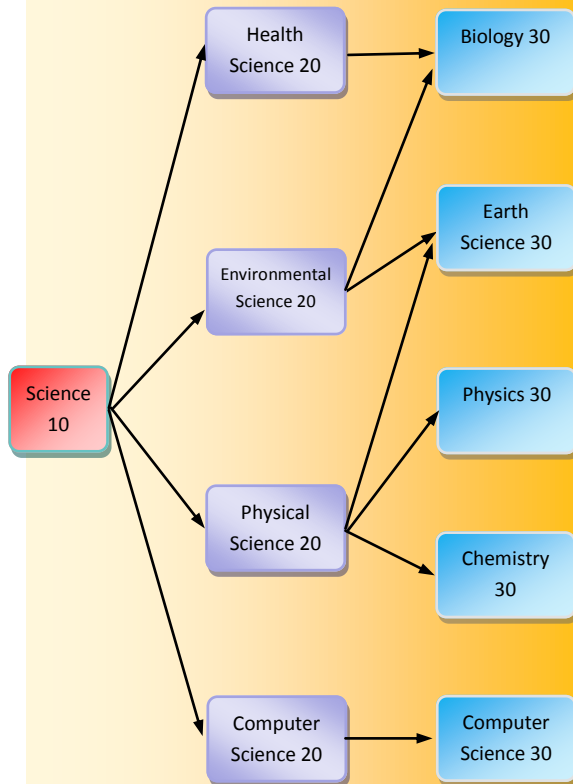 Health
Science 20
Biology 30
Earth
Science 30
Environmental
Science 20
Science
10
Physics 30
Physical
Science 20
Chemistry
30
Computer
Science 20
Computer
Science 30